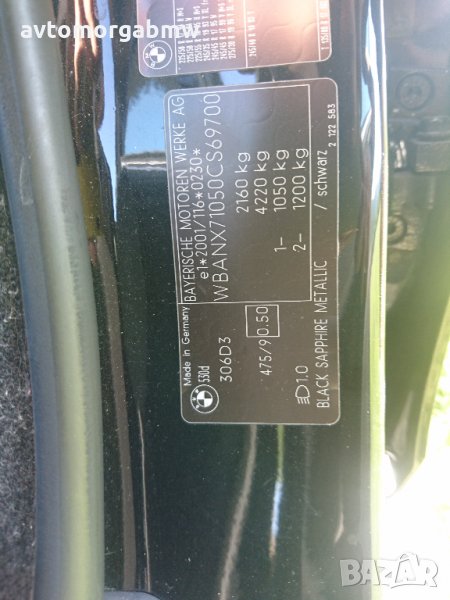 avtomorgabmw
BAYERISCHE MOTOREN WERKE AG
e1*2001/116*0230*
WBANX71050CS69700
2160 kg
4220 kg
1- 1050 kg
2- 1200 kg
Made in Germany
530d
306D3
475/9 0.50
1.0
BLACK SAPPHIRE METALLIC / schwarz
2 122 583
BAZAR